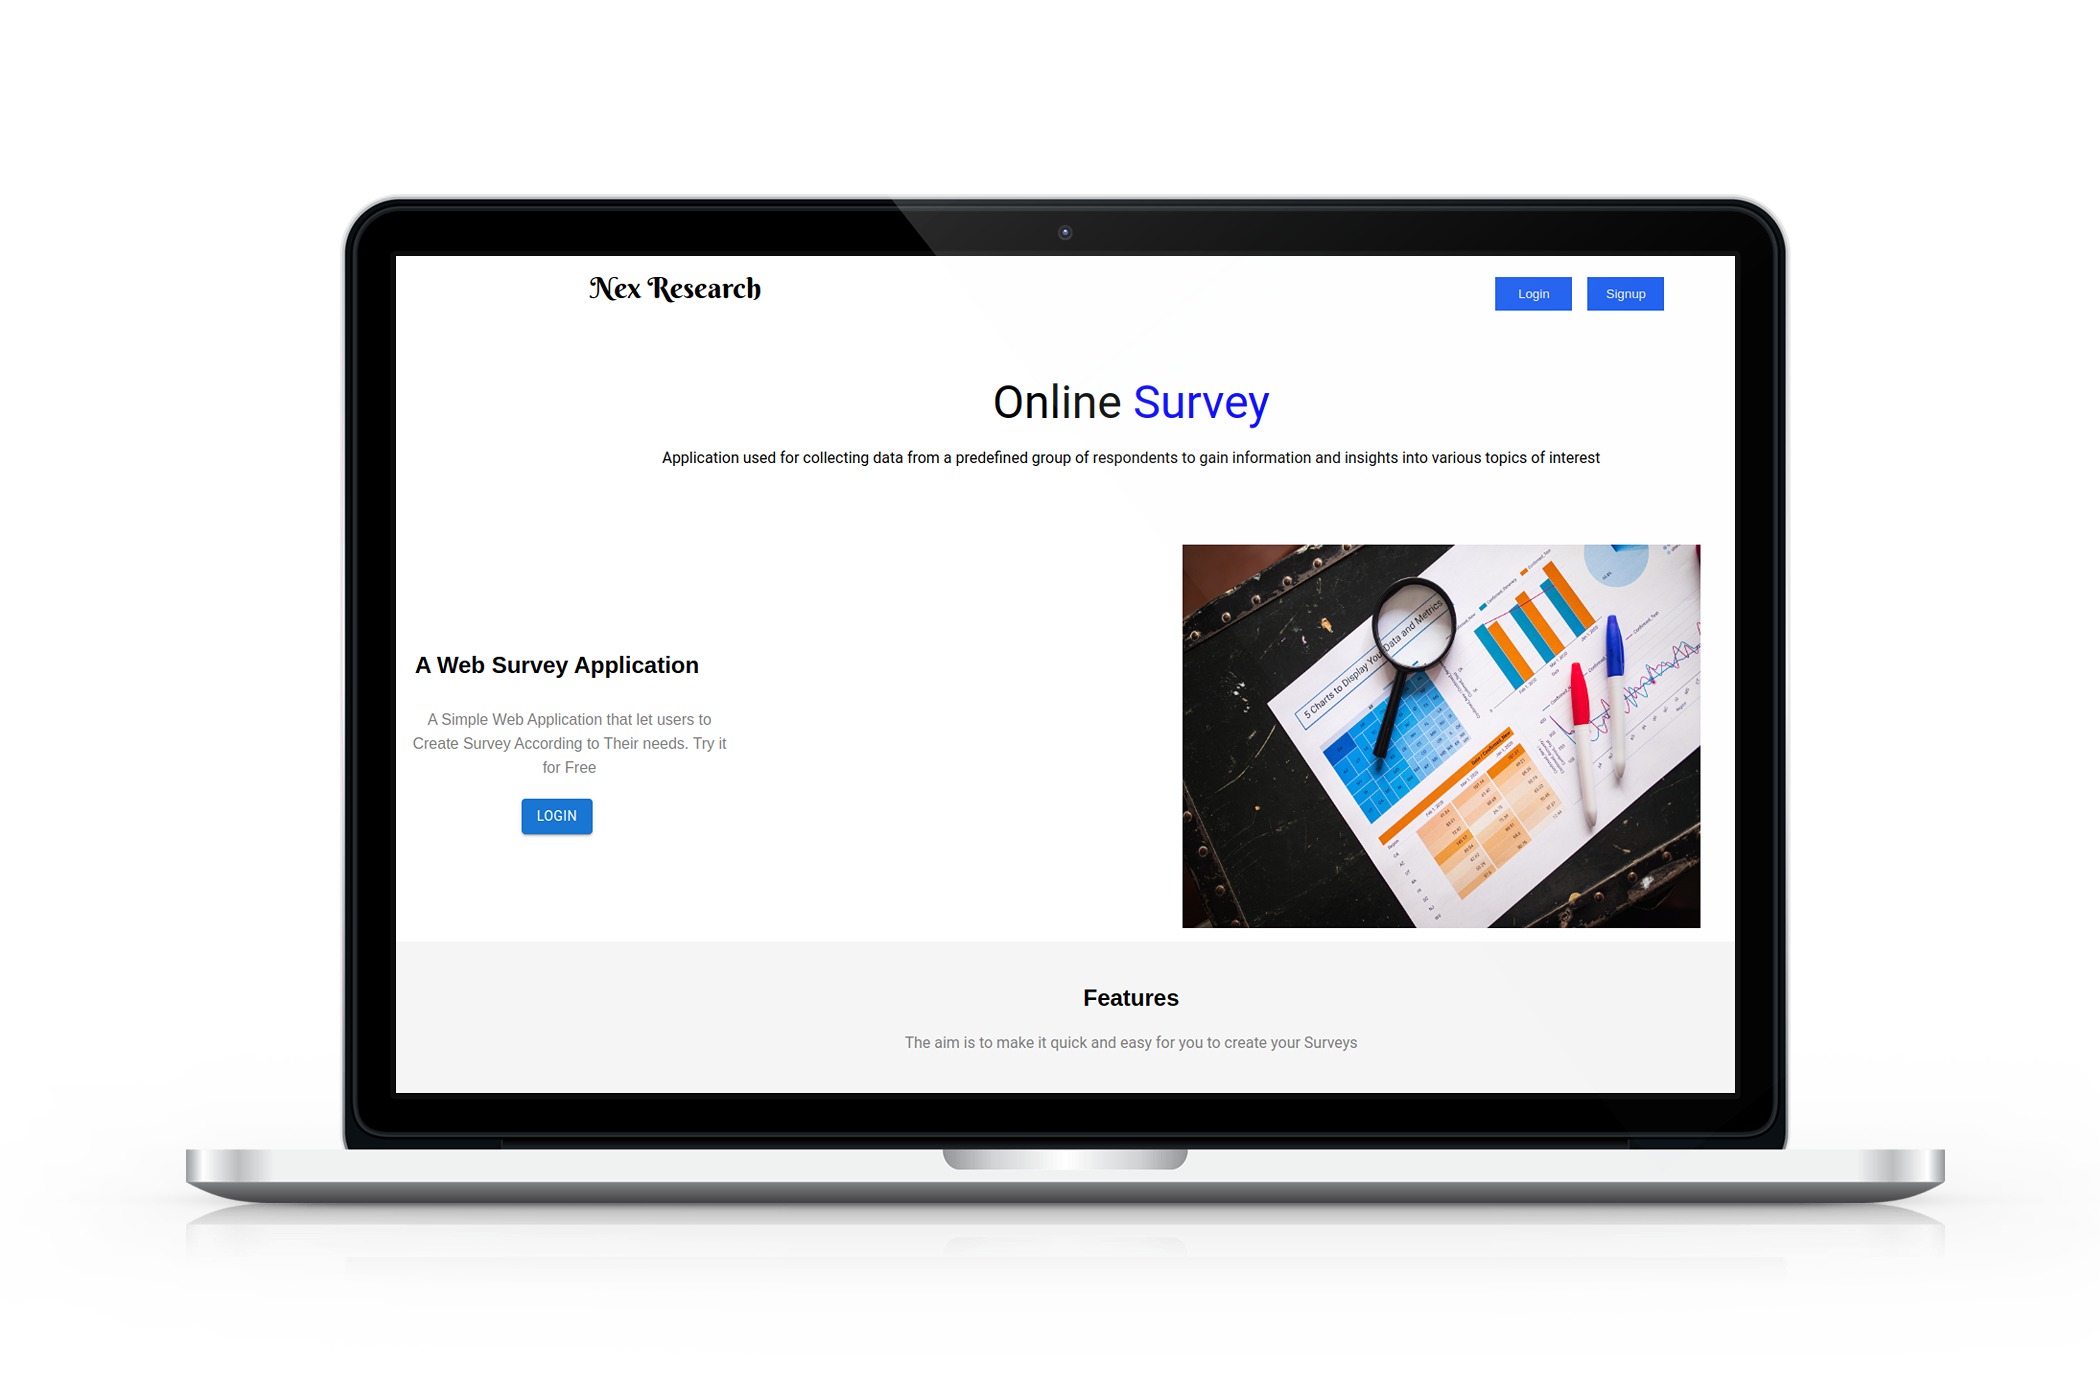 Nex Research
Login
Signup
Online Survey
Application used for collecting data from a predefined group of respondents to gain information and insights into various topics of interest
A Web Survey Application
A Simple Web Application that let users to
Create Survey According to Their needs. Try it
for Free
LOGIN
5 Charts to Display Your Data and Metrics
Features
The aim is to make it quick and easy for you to create your Surveys